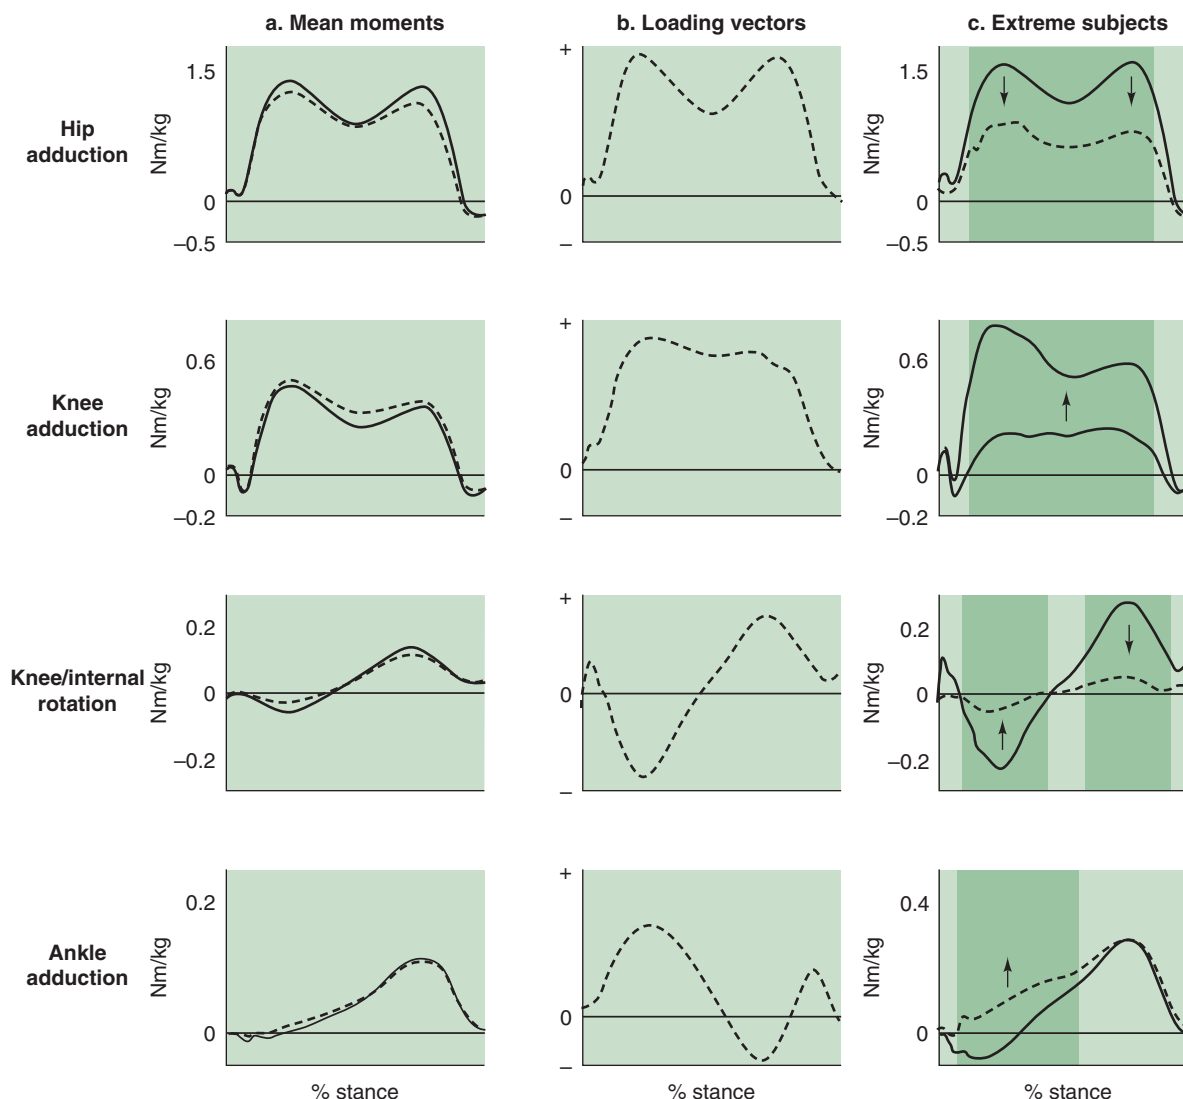 a. Mean moments
b. Loading vectors
c. Extreme subjects
Hip
adduction
Nm/kg
1.5
0
–0.5
+
0
–
Nm/kg
1.5
0
–0.5
Knee
adduction
Nm/kg
0.6
0
–0.2
+
0
–
Nm/kg
0.6
0
–0.2
Knee/internal
rotation
Nm/kg
0.2
0
–0.2
+
0
–
Nm/kg
0.2
0
–0.2
Ankle
adduction
Nm/kg
0.2
0
+
0
–
Nm/kg
0.4
0
% stance
% stance
% stance